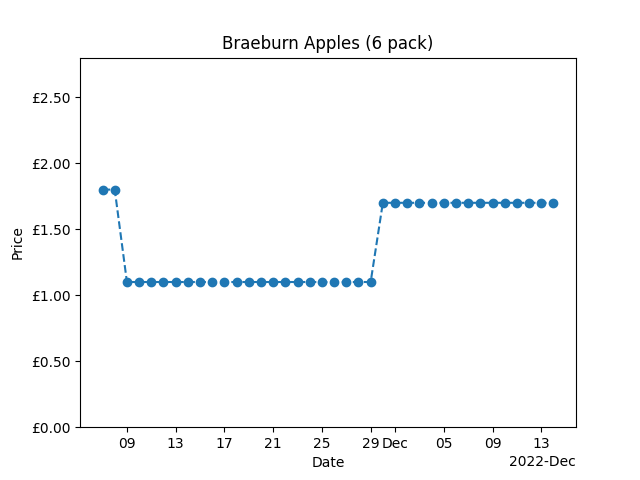 Braeburn Apples (6 pack)
£2.50
£2.00
£1.50
£1.00
£0.50
£0.00
Price
09 13 17 21 25 29 Dec 05 09 13
Date
2022-Dec